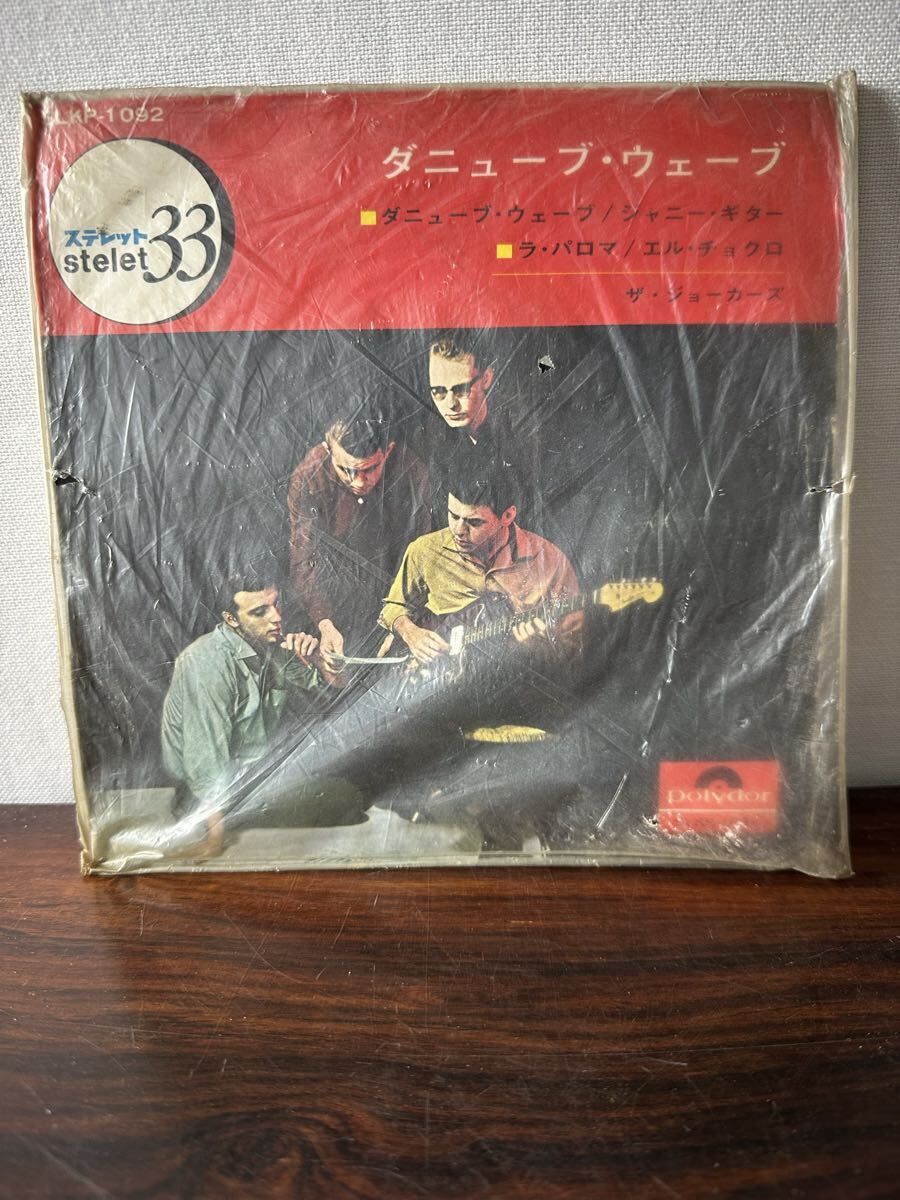 LKP-1092
ステレット
stelet 33
ダニューブ・ウェーブ
ダニューブ・ウェーブ / ジャニー・ギター
ラ・パロマ / エル・チョクロ
ザ・ジョーカーズ
Polydor